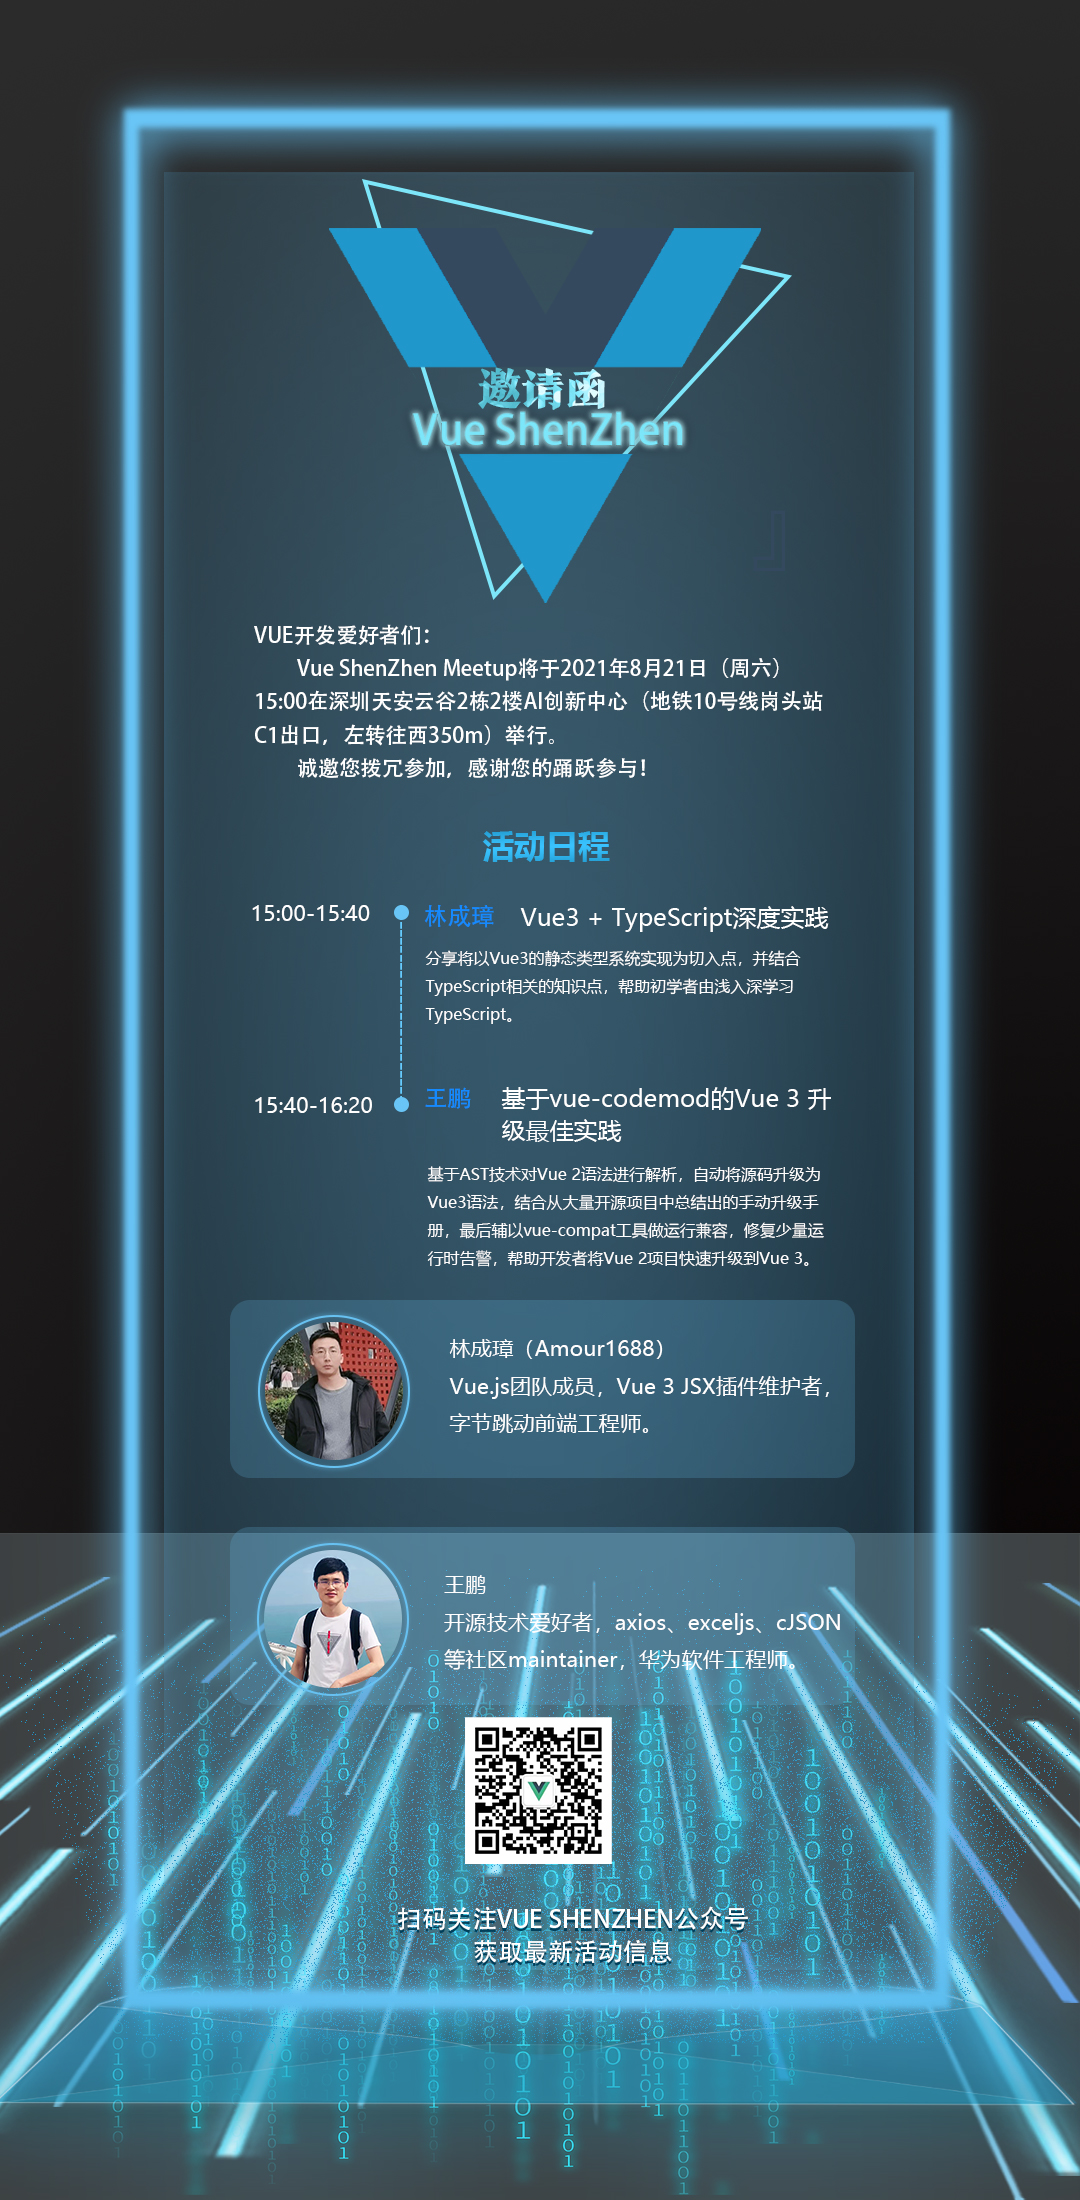 邀请函
Vue ShenZhen
VUE开发爱好者们：
Vue ShenZhen Meetup将于2021年8月21日（周六）
15:00在深圳天安云谷2栋2楼AI创新中心（地铁10号线岗头站
C1出口，左转往西350m）举行。
诚邀您拨冗参加，感谢您的踊跃参与！
活动日程
15:00-15:40
林成璋 Vue3 + TypeScript深度实践
分享将以Vue3的静态类型系统实现为切入点，并结合
TypeScript相关的知识点，帮助初学者由浅入深学习
TypeScript。
15:40-16:20
王鹏 基于vue-codemod的Vue 3 升
级最佳实践
基于AST技术对Vue 2语法进行解析，自动将源码升级为
Vue3语法，结合从大量开源项目中总结出的手动升级手
册，最后辅以vue-compat工具做运行兼容，修复少量运
行时告警，帮助开发者将Vue 2项目快速升级到Vue 3。
林成璋（Amour1688）
Vue.js团队成员，Vue 3 JSX插件维护者，
字节跳动前端工程师。
王鹏
开源技术爱好者，axios、exceljs、cJSON
等社区maintainer，华为软件工程师。
扫码关注VUE SHENZHEN公众号
获取最新活动信息